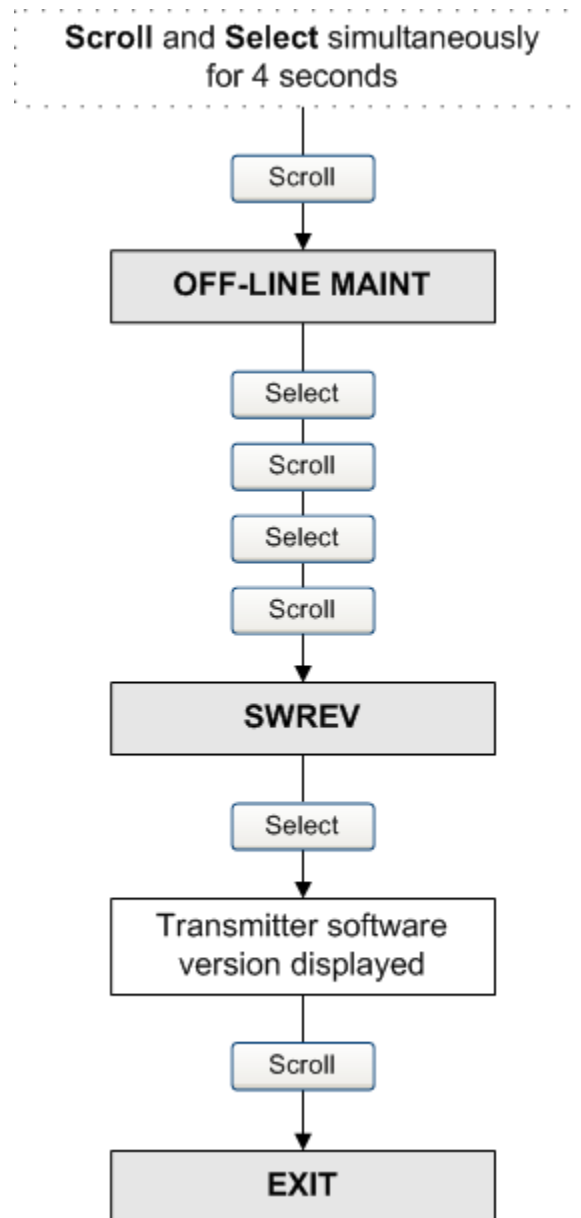 Scroll and Select simultaneously
for 4 seconds
Scroll
OFF-LINE MAINT
Select
Scroll
Select
Scroll
SWREV
Select
Transmitter software
version displayed
Scroll
EXIT